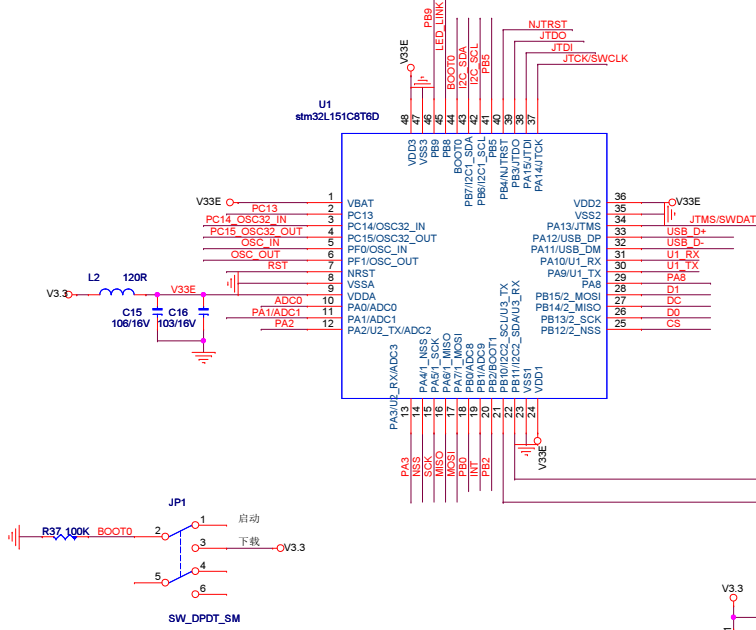 PB9
LED_LINK
BOOT0
I2C_SDA
I2C_SCL
PB5
NJTRST
JTDO
JTDI
JTCK/SWCLK
V33E
U1
stm32L151C8T6D
48
47
46
45
44
43
42
41
40
39
38
37
VDD3
VSS3
PB9
PB8
BOOT0
PB7/I2C1_SDA
PB6/I2C1_SCL
PB5
PB4/NJTRST
PB3/JTDO
PA15/JTDI
PA14/JTCK
V33E 1 VBAT
PC13 2 PC13
PC14_OSC32_IN 3 PC14/OSC32_IN
PC15_OSC32_OUT 4 PC15/OSC32_OUT
OSC_IN 5 PF0/OSC_IN
OSC_OUT 6 PF1/OSC_OUT
RST 7 NRST
8 VSSA
9 VDDA
ADC0 10 PA0/ADC0
PA1/ADC1 11 PA1/ADC1
PA2 12 PA2/U2_TX/ADC2
VDD2 36 V33E
VSS2 35
PA13/JTMS 34 JTMS/SWDAT
PA12/USB_DP 33 USB_D+
PA11/USB_DM 32 USB_D-
PA10/U1_RX 31 U1_RX
PA9/U1_TX 30 U1_TX
PA8 29 PA8
PB15/2_MOSI 28 D1
PB14/2_MISO 27 DC
PB13/2_SCK 26 D0
PB12/2_NSS 25 CS
L2 120R
V3.3 V33E
C15 C16
106/16V 103/16V
PA3/U2_RX/ADC3
PA4/1_NSS
PA5/1_SCK
PA6/1_MISO
PA7/1_MOSI
PB0/ADC8
PB1/ADC9
PB2/BOOT1
PB10/I2C2_SCL/U3_TX
PB11/I2C2_SDA/U3_RX
VSS1
VDD1
13
14
15
16
17
18
19
20
21
22
23
24
PA3
NSS
SCK
MISO
MOSI
PB0
INT
PB2
V33E
JP1
R37 100K BOOT0 2 1 启动
3 下载 V3.3
4
5
6
SW_DPDT_SM
V3.3
1